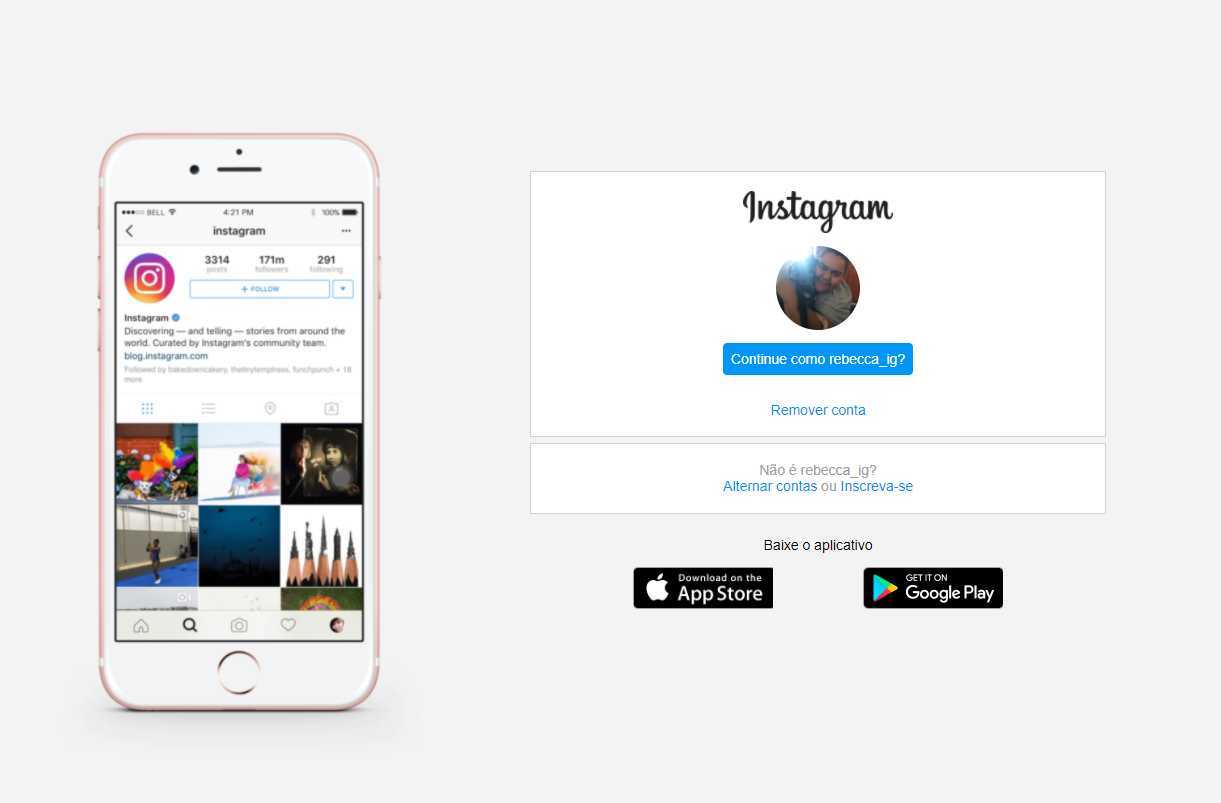 BELL 4:21 PM 100%
instagram
3314 171m 291
posts followers following
+ FOLLOW
Instagram
Discovering — and telling — stories from around the
world. Curated by Instagram's community team.
blog.instagram.com
Followed by bakedowncakery, thetinytemptress, funchpunch + 18
more
Instagram
Continue como rebecca_ig?
Remover conta
Não é rebecca_ig?
Alternar contas ou Inscreva-se
Baixe o aplicativo
Download on the
App Store
GET IT ON
Google Play